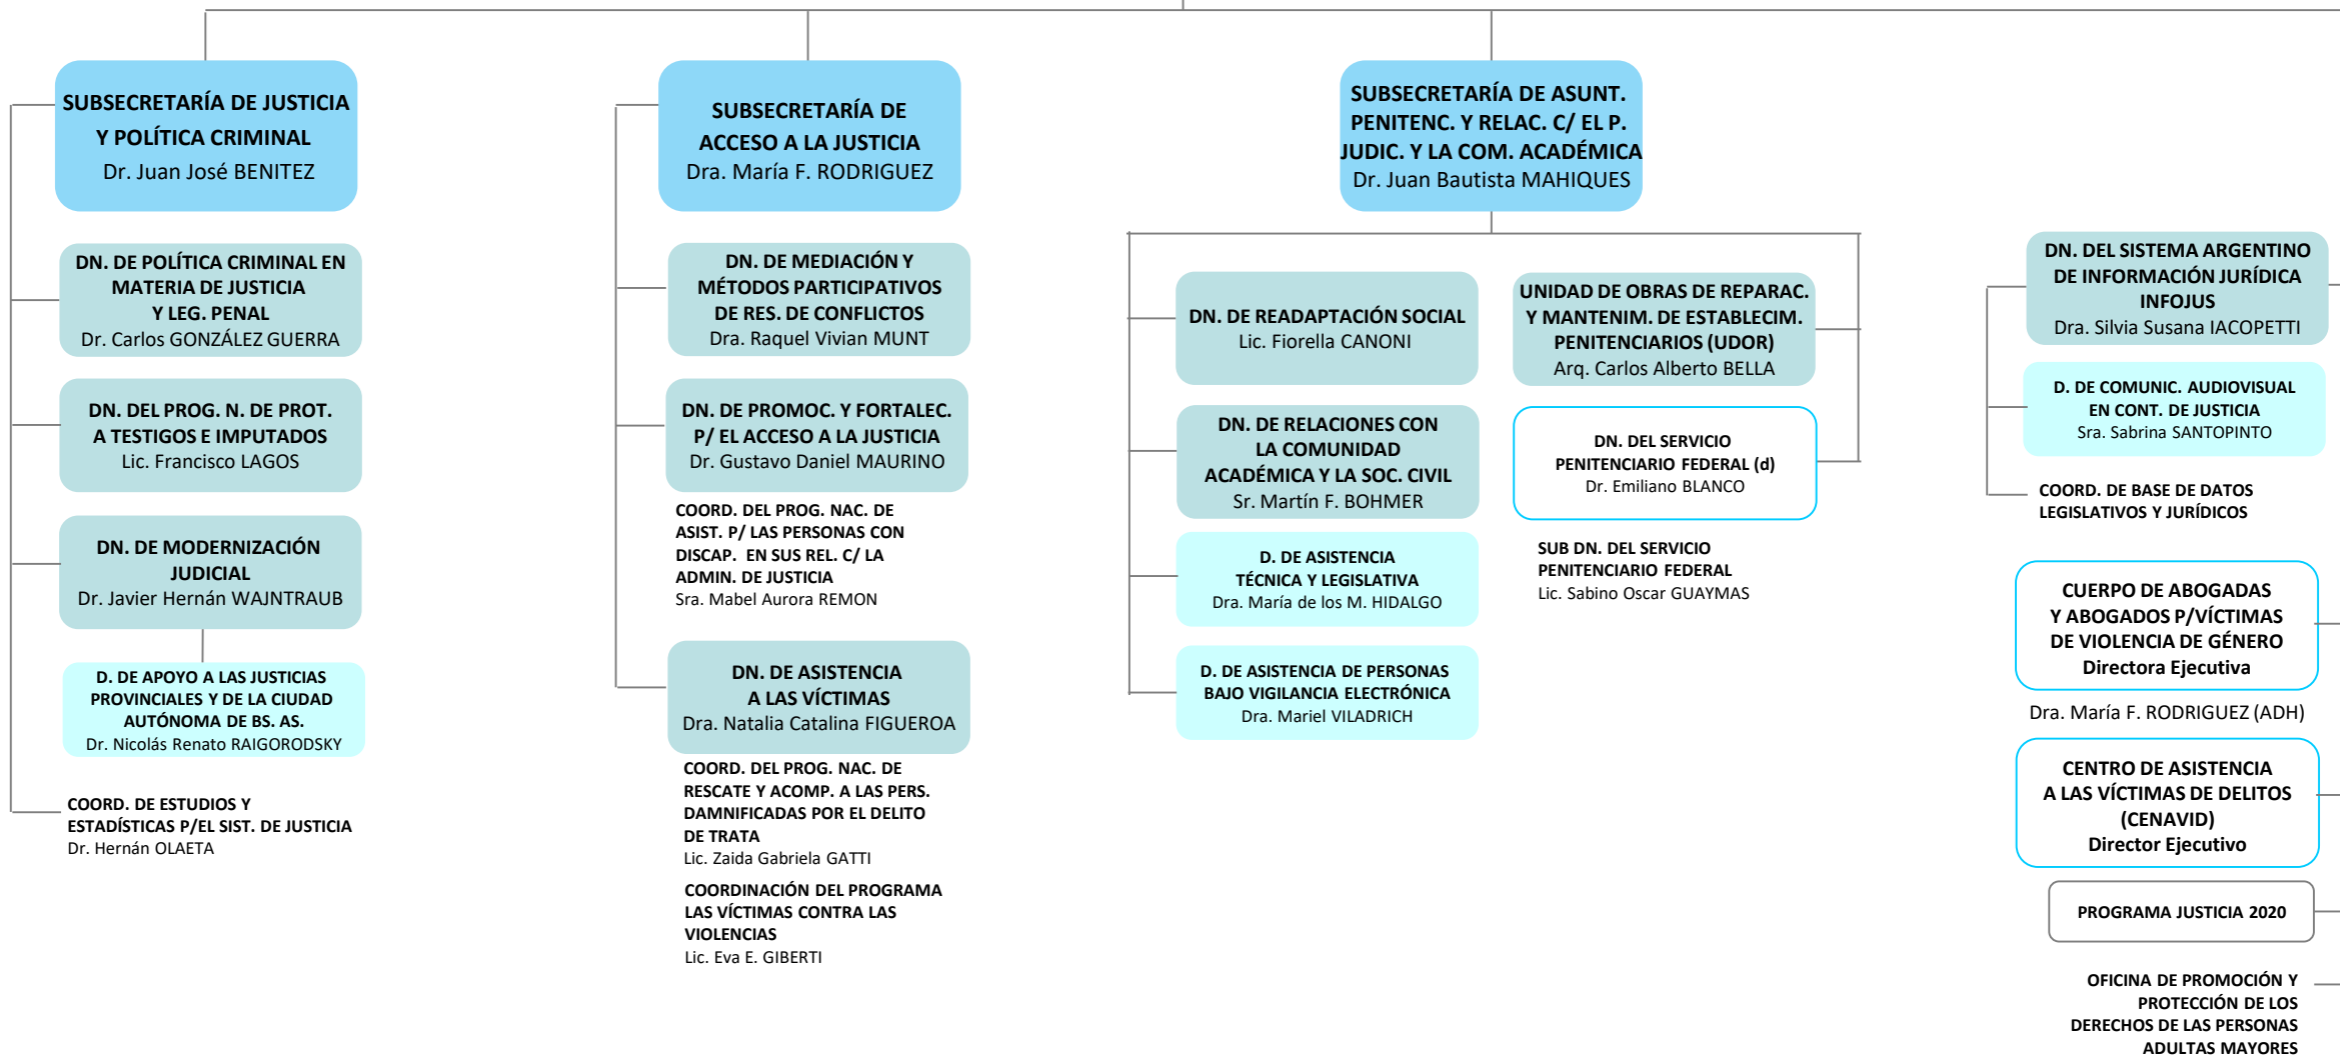 SUBSECRETARÍA DE JUSTICIA
Y POLÍTICA CRIMINAL
Dr. Juan José BENITEZ
DN. DE POLÍTICA CRIMINAL EN
MATERIA DE JUSTICIA
Y LEG. PENAL
Dr. Carlos GONZÁLEZ GUERRA
DN. DEL PROG. N. DE PROT.
A TESTIGOS E IMPUTADOS
Lic. Francisco LAGOS
DN. DE MODERNIZACIÓN
JUDICIAL
Dr. Javier Hernán WAJNTRAUB
D. DE APOYO A LAS JUSTICIAS
PROVINCIALES Y DE LA CIUDAD
AUTÓNOMA DE BS. AS.
Dr. Nicolás Renato RAIGORODSKY
COORD. DE ESTUDIOS Y
ESTADÍSTICAS P/EL SIST. DE JUSTICIA
Dr. Hernán OLAETA
SUBSECRETARÍA DE
ACCESO A LA JUSTICIA
Dra. María F. RODRIGUEZ
DN. DE MEDIACIÓN Y
MÉTODOS PARTICIPATIVOS
DE RES. DE CONFLICTOS
Dra. Raquel Vivian MUNT
DN. DE PROMOC. Y FORTALEC.
P/ EL ACCESO A LA JUSTICIA
Dr. Gustavo Daniel MAURINO
COORD. DEL PROG. NAC. DE
ASIST. P/ LAS PERSONAS CON
DISCAP. EN SUS REL. C/ LA
ADMIN. DE JUSTICIA
Sra. Mabel Aurora REMON
DN. DE ASISTENCIA
A LAS VÍCTIMAS
Dra. Natalia Catalina FIGUEROA
COORD. DEL PROG. NAC. DE
RESCATE Y ACOMP. A LAS PERS.
DAMNIFICADAS POR EL DELITO
DE TRATA
Lic. Zaida Gabriela GATTI
COORDINACIÓN DEL PROGRAMA
LAS VÍCTIMAS CONTRA LAS
VIOLENCIAS
Lic. Eva E. GIBERTI
SUBSECRETARÍA DE ASUNT.
PENITENC. Y RELAC. C/ EL P.
JUDIC. Y LA COM. ACADÉMICA
Dr. Juan Bautista MAHIQUES
DN. DE READAPTACIÓN SOCIAL
Lic. Fiorella CANONI
DN. DE RELACIONES CON
LA COMUNIDAD
ACADÉMICA Y LA SOC. CIVIL
Sr. Martín F. BOHMER
D. DE ASISTENCIA
TÉCNICA Y LEGISLATIVA
Dra. María de los M. HIDALGO
D. DE ASISTENCIA DE PERSONAS
BAJO VIGILANCIA ELECTRÓNICA
Dra. Mariel VILADRICH
UNIDAD DE OBRAS DE REPARAC.
Y MANTENIM. DE ESTABLECIM.
PENITENCIARIOS (UDOR)
Arq. Carlos Alberto BELLA
DN. DEL SERVICIO
PENITENCIARIO FEDERAL (d)
Dr. Emiliano BLANCO
SUB DN. DEL SERVICIO
PENITENCIARIO FEDERAL
Lic. Sabino Oscar GUAYMAS
DN. DEL SISTEMA ARGENTINO
DE INFORMACIÓN JURÍDICA
INFOJUS
Dra. Silvia Susana IACOPETTI
D. DE COMUNIC. AUDIOVISUAL
EN CONT. DE JUSTICIA
Sra. Sabrina SANTOPINTO
COORD. DE BASE DE DATOS
LEGISLATIVOS Y JURÍDICOS
CUERPO DE ABOGADAS
Y ABOGADOS P/VÍCTIMAS
DE VIOLENCIA DE GÉNERO
Directora Ejecutiva
Dra. María F. RODRIGUEZ (ADH)
CENTRO DE ASISTENCIA
A LAS VÍCTIMAS DE DELITOS
(CENAVID)
Director Ejecutivo
PROGRAMA JUSTICIA 2020
OFICINA DE PROMOCIÓN Y
PROTECCIÓN DE LOS
DERECHOS DE LAS PERSONAS
ADULTAS MAYORES